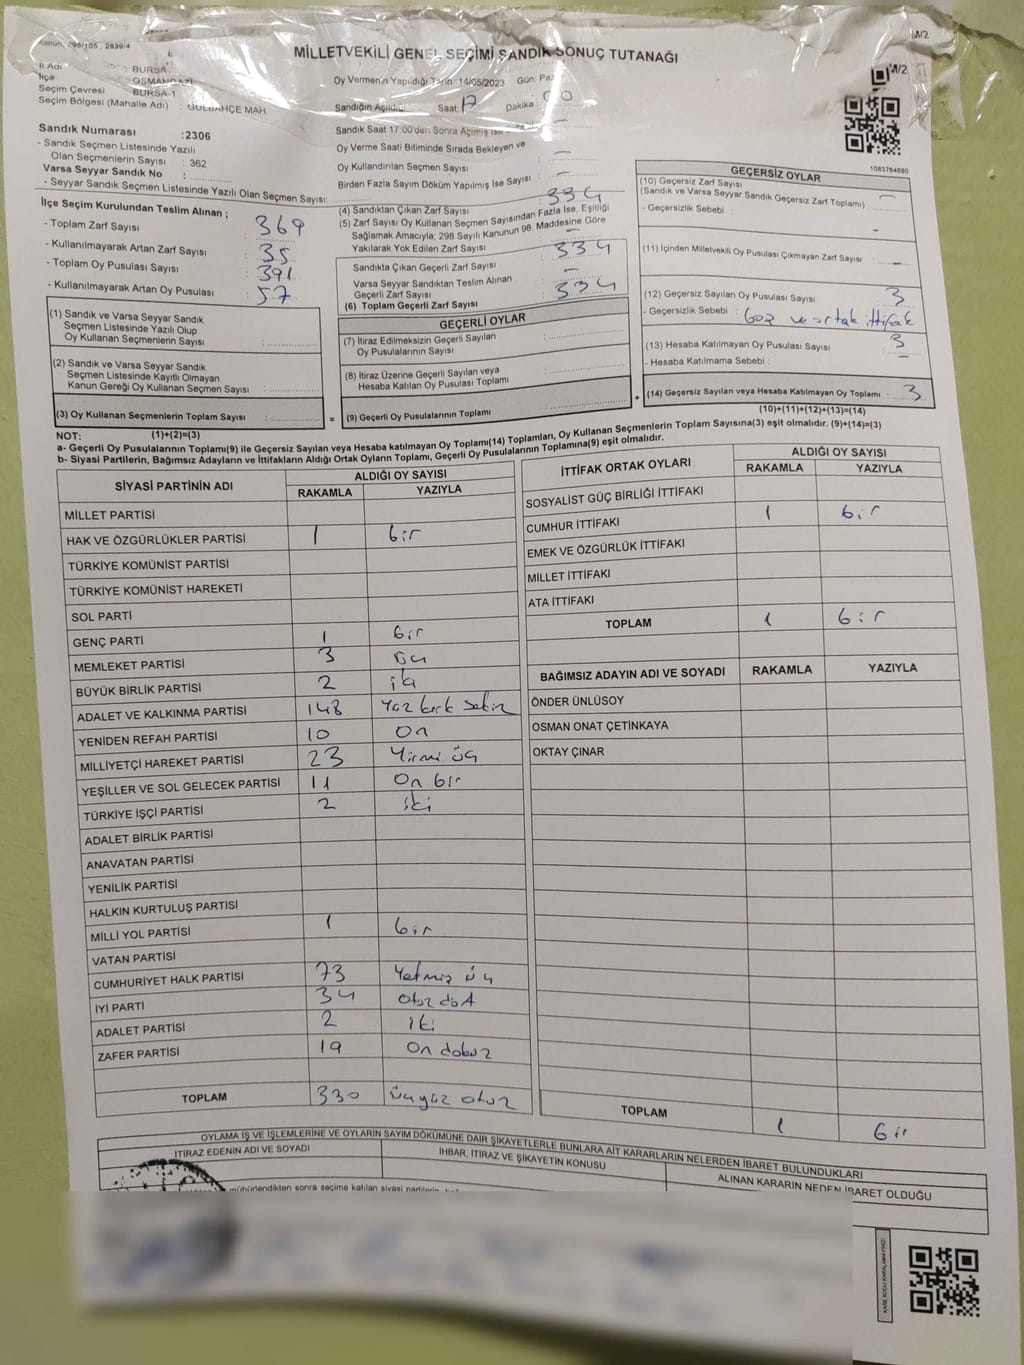 MİLLETVEKİLİ GENEL SEÇİMİ SANDIK SONUÇ TUTANAĞI
M/2
M/2
1083764680
İl Adı : BURSA
İlçe : OSMANGAZİ
Seçim Çevresi : BURSA-1
Seçim Bölgesi (Mahalle Adı) : GÜLBAHÇE MAH.
Oy Vermenin Yapıldığı Tarih : 14/05/2023 Gün:
Sandığın Açıldığı Saat: 17 Dakika : 00
Sandık Numarası :2306
- Sandık Seçmen Listesinde Yazılı
Olan Seçmenlerin Sayısı : 362
Varsa Seyyar Sandık No :
- Seyyar Sandık Seçmen Listesinde Yazılı Olan Seçmen Sayısı:
Sandık Saat 17:00'den Sonra Açılmış İse
Oy Verme Saati Bitiminde Sırada Bekleyen ve
Oy Kullandırılan Seçmen Sayısı : —
Birden Fazla Sayım Döküm Yapılmış İse Sayısı : —
İlçe Seçim Kurulundan Teslim Alınan ;
- Toplam Zarf Sayısı : 369
- Kullanılmayarak Artan Zarf Sayısı : 35
- Toplam Oy Pusulası Sayısı : 391
- Kullanılmayarak Artan Oy Pusulası : 57
(1) Sandık ve Varsa Seyyar Sandık
Seçmen Listesinde Yazılı Olup
Oy Kullanan Seçmenlerin Sayısı :
(2) Sandık ve Varsa Seyyar Sandık
Seçmen Listesinde Kayıtlı Olmayan
Kanun Gereği Oy Kullanan Seçmen Sayısı :
(3) Oy Kullanan Seçmenlerin Toplam Sayısı : =
(1)+(2)=(3)
(4) Sandıktan Çıkan Zarf Sayısı : 334
(5) Zarf Sayısı Oy Kullanan Seçmen Sayısından Fazla İse, Eşitliği
Sağlamak Amacıyla; 298 Sayılı Kanunun 98. Maddesine Göre
Yakılarak Yok Edilen Zarf Sayısı : —
Sandıkta Çıkan Geçerli Zarf Sayısı : 334
Varsa Seyyar Sandıktan Teslim Alınan
Geçerli Zarf Sayısı : —
(6) Toplam Geçerli Zarf Sayısı : 334
GEÇERLİ OYLAR
(7) İtiraz Edilmeksizin Geçerli Sayılan
Oy Pusulalarının Sayısı :
(8) İtiraz Üzerine Geçerli Sayılan veya
Hesaba Katılan Oy Pusulası Toplamı :
(9) Geçerli Oy Pusulalarının Toplamı : +
GEÇERSİZ OYLAR
(10) Geçersiz Zarf Sayısı
(Sandık ve Varsa Seyyar Sandık Geçersiz Zarf Toplamı) : —
- Geçersizlik Sebebi : —
(11) İçinden Milletvekili Oy Pusulası Çıkmayan Zarf Sayısı : —
(12) Geçersiz Sayılan Oy Pusulası Sayısı : 3
- Geçersizlik Sebebi : boz ve ortak ittifak
(13) Hesaba Katılmayan Oy Pusulası Sayısı : 3
- Hesaba Katılmama Sebebi : —
(14) Geçersiz Sayılan veya Hesaba Katılmayan Oy Toplamı : 3
(10)+(11)+(12)+(13)=(14)
NOT:
a- Geçerli Oy Pusulalarının Toplamı(9) ile Geçersiz Sayılan veya Hesaba katılmayan Oy Toplamı(14) Toplamları, Oy Kullanan Seçmenlerin Toplam Sayısına(3) eşit olmalıdır. (9)+(14)=(3)
b- Siyasi Partilerin, Bağımsız Adayların ve İttifakların Aldığı Ortak Oyların Toplamı, Geçerli Oy Pusulalarının Toplamına(9) eşit olmalıdır.
SİYASİ PARTİNİN ADI ALDIĞI OY SAYISI
RAKAMLA YAZIYLA
MİLLET PARTİSİ
HAK VE ÖZGÜRLÜKLER PARTİSİ 1 bir
TÜRKİYE KOMÜNİST PARTİSİ
TÜRKİYE KOMÜNİST HAREKETİ
SOL PARTİ
GENÇ PARTİ 1 bir
MEMLEKET PARTİSİ 3 üç
BÜYÜK BİRLİK PARTİSİ 2 iki
ADALET VE KALKINMA PARTİSİ 148 Yüz kırk sekiz
YENİDEN REFAH PARTİSİ 10 On
MİLLİYETÇİ HAREKET PARTİSİ 23 Yirmi üç
YEŞİLLER VE SOL GELECEK PARTİSİ 11 On bir
TÜRKİYE İŞÇİ PARTİSİ 2 iki
ADALET BİRLİK PARTİSİ
ANAVATAN PARTİSİ
YENİLİK PARTİSİ
HALKIN KURTULUŞ PARTİSİ
MİLLİ YOL PARTİSİ 1 bir
VATAN PARTİSİ
CUMHURİYET HALK PARTİSİ 73 Yetmiş üç
İYİ PARTİ 34 otuz dört
ADALET PARTİSİ 2 iki
ZAFER PARTİSİ 19 On dokuz
TOPLAM 330 üçyüz otuz
İTTİFAK ORTAK OYLARI ALDIĞI OY SAYISI
RAKAMLA YAZIYLA
SOSYALİST GÜÇ BİRLİĞİ İTTİFAKI
CUMHUR İTTİFAKI 1 bir
EMEK VE ÖZGÜRLÜK İTTİFAKI
MİLLET İTTİFAKI
ATA İTTİFAKI
TOPLAM 1 bir
BAĞIMSIZ ADAYIN ADI VE SOYADI RAKAMLA YAZIYLA
ÖNDER ÜNLÜSOY
OSMAN ONAT ÇETİNKAYA
OKTAY ÇINAR
TOPLAM 1 bir
OYLAMA İŞ VE İŞLEMLERİNE VE OYLARIN SAYIM DÖKÜMÜNE DAİR ŞİKAYETLERLE BUNLARA AİT KARARLARIN NELERDEN İBARET BULUNDUKLARI
İTİRAZ EDENİN ADI VE SOYADI İHBAR, İTİRAZ VE ŞİKAYETİN KONUSU ALINAN KARARIN NEDEN İBARET OLDUĞU
mühürlendikten sonra seçime katılan siyasi partilerin